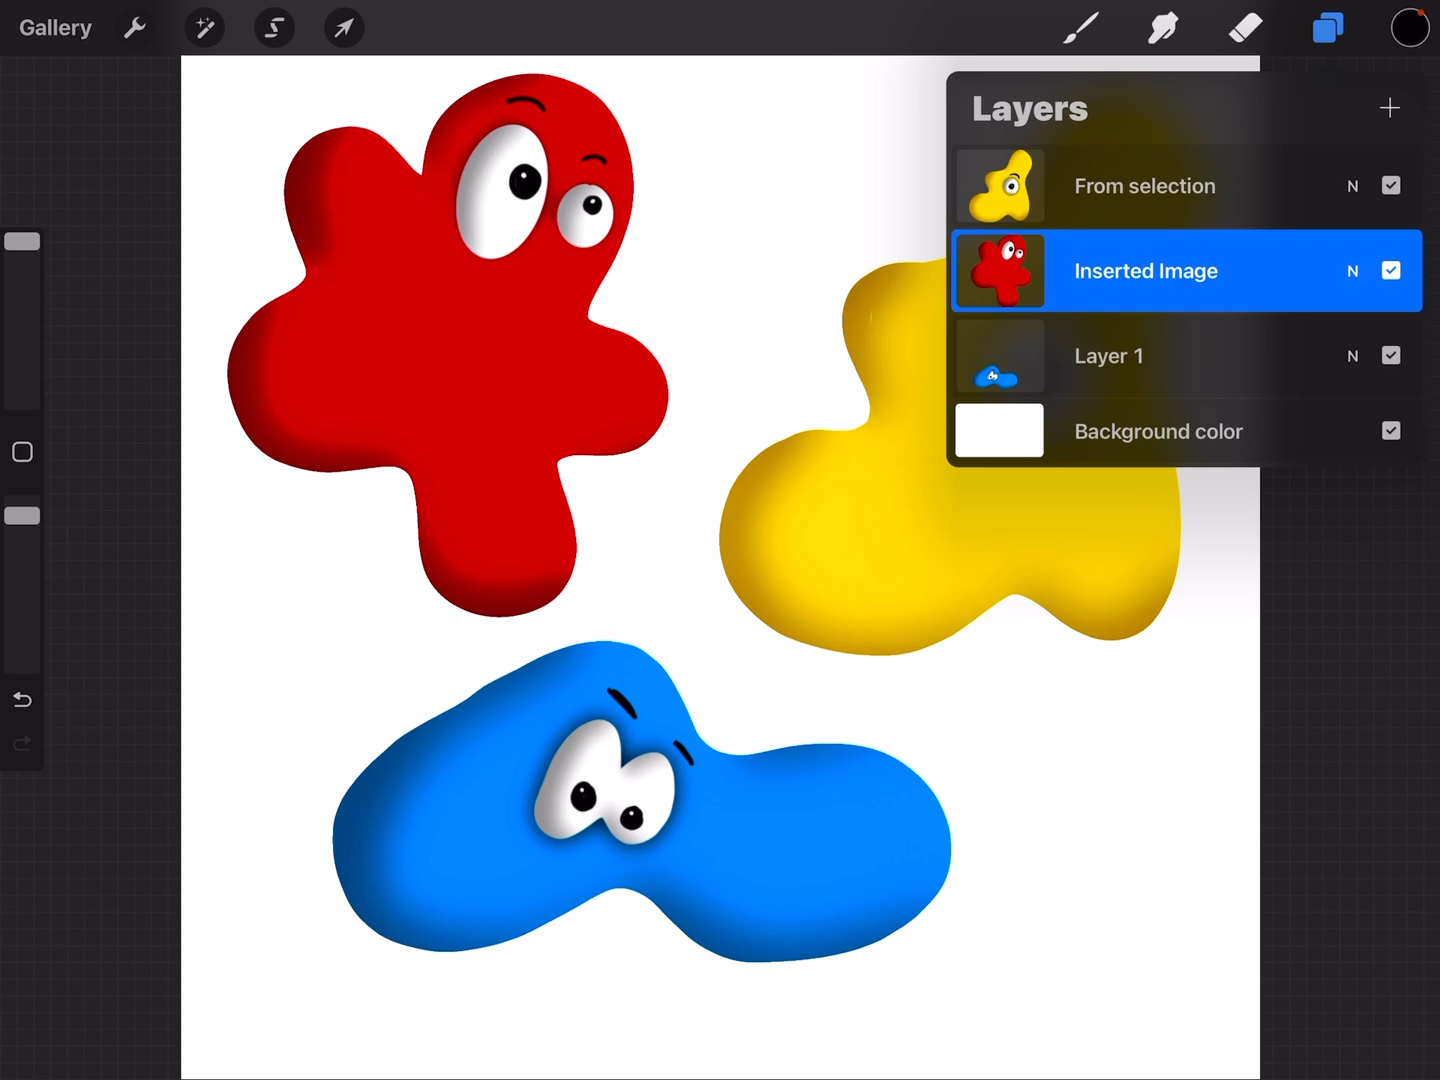 Gallery
Layers
From selection N
Inserted Image N
Layer 1 N
Background color